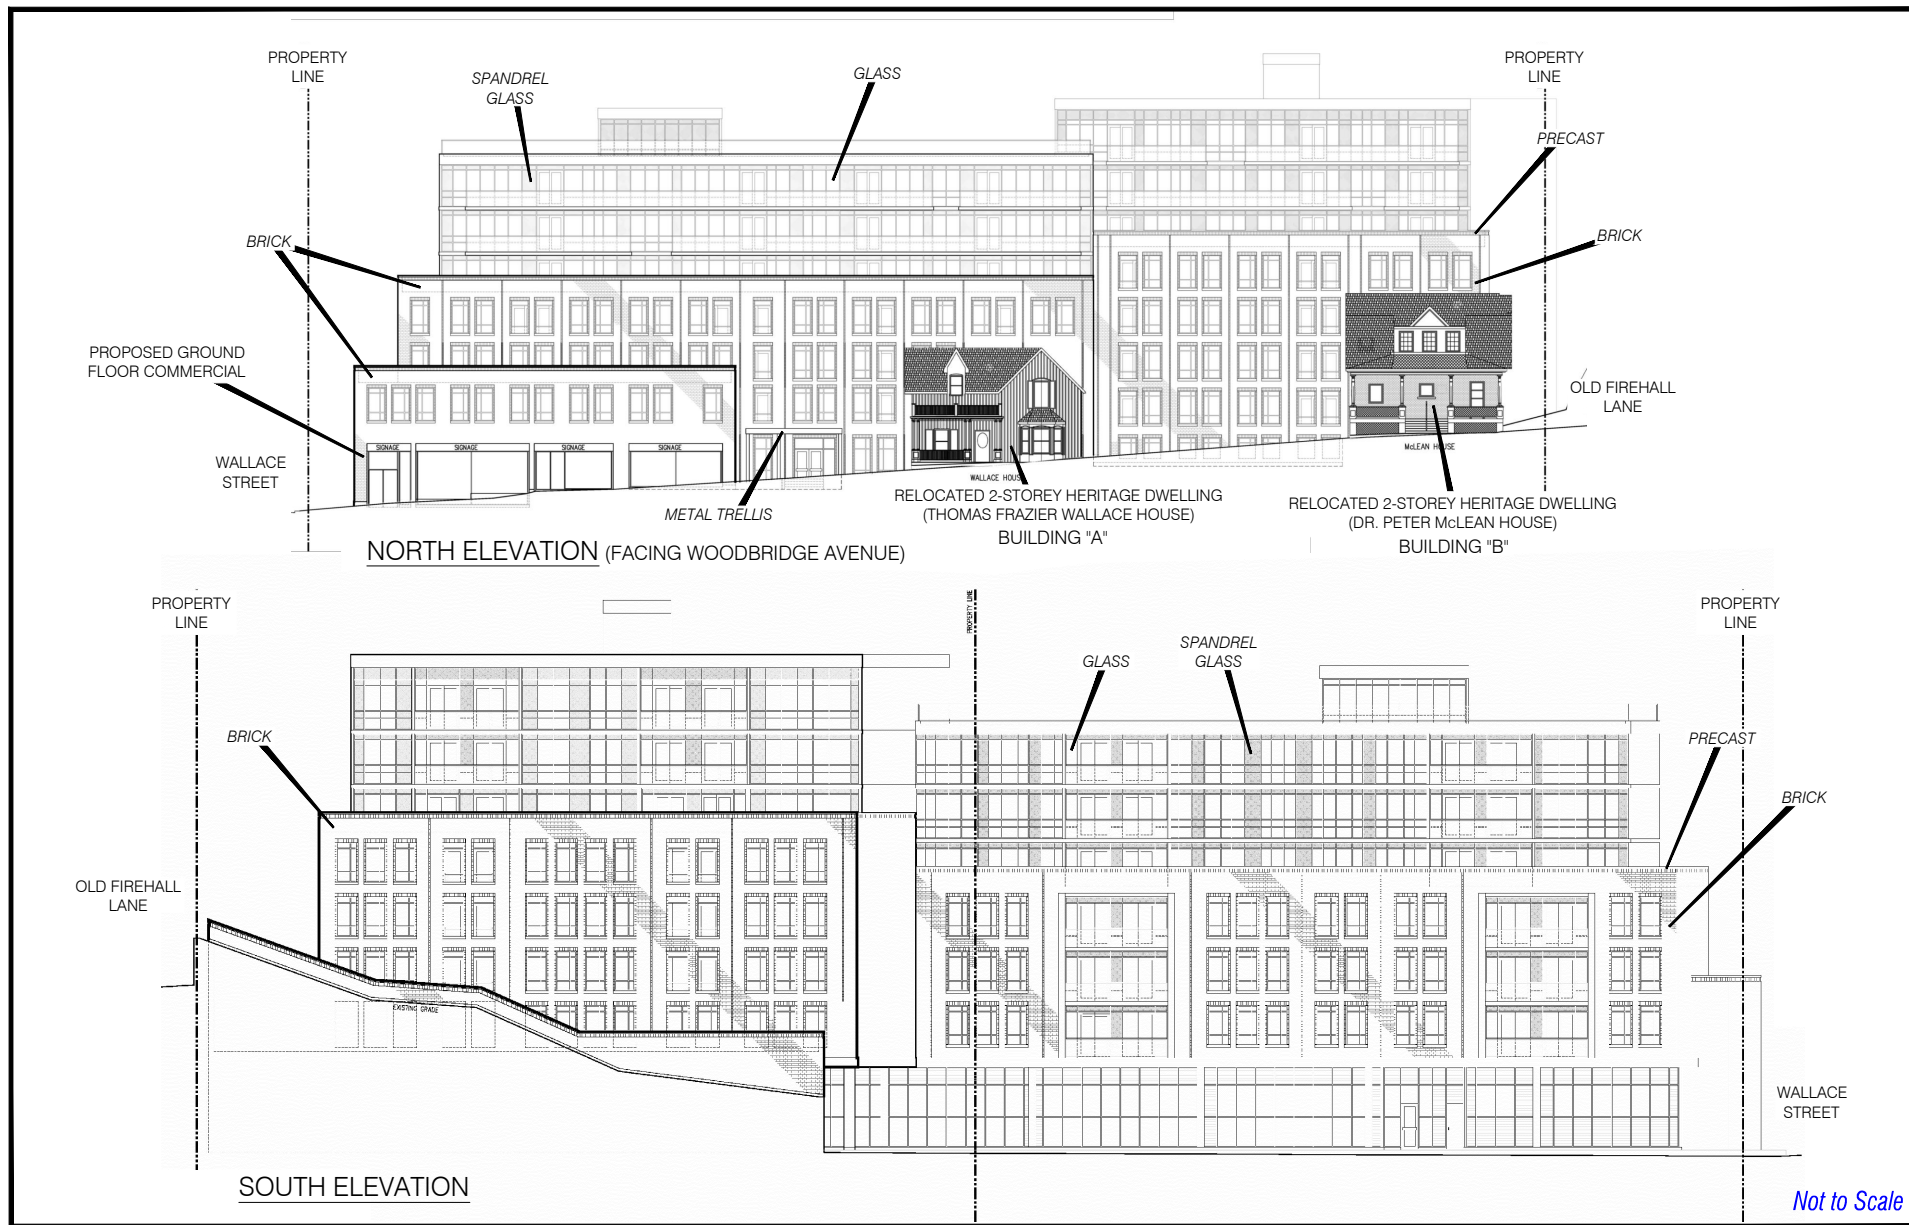 PROPERTY
LINE
SPANDREL
GLASS
GLASS
PROPERTY
LINE
PRECAST
BRICK
BRICK
PROPOSED GROUND
FLOOR COMMERCIAL
OLD FIREHALL
LANE
SIGNAGE
SIGNAGE
SIGNAGE
SIGNAGE
WALLACE
STREET
McLEAN HOUSE
WALLACE HOUSE
METAL TRELLIS
RELOCATED 2-STOREY HERITAGE DWELLING
(THOMAS FRAZIER WALLACE HOUSE)
BUILDING "A"
RELOCATED 2-STOREY HERITAGE DWELLING
(DR. PETER McLEAN HOUSE)
BUILDING "B"
NORTH ELEVATION (FACING WOODBRIDGE AVENUE)
PROPERTY
LINE
PROPERTY LINE
PROPERTY
LINE
GLASS
SPANDREL
GLASS
BRICK
PRECAST
BRICK
OLD FIREHALL
LANE
EXISTING GRADE
WALLACE
STREET
SOUTH ELEVATION
Not to Scale